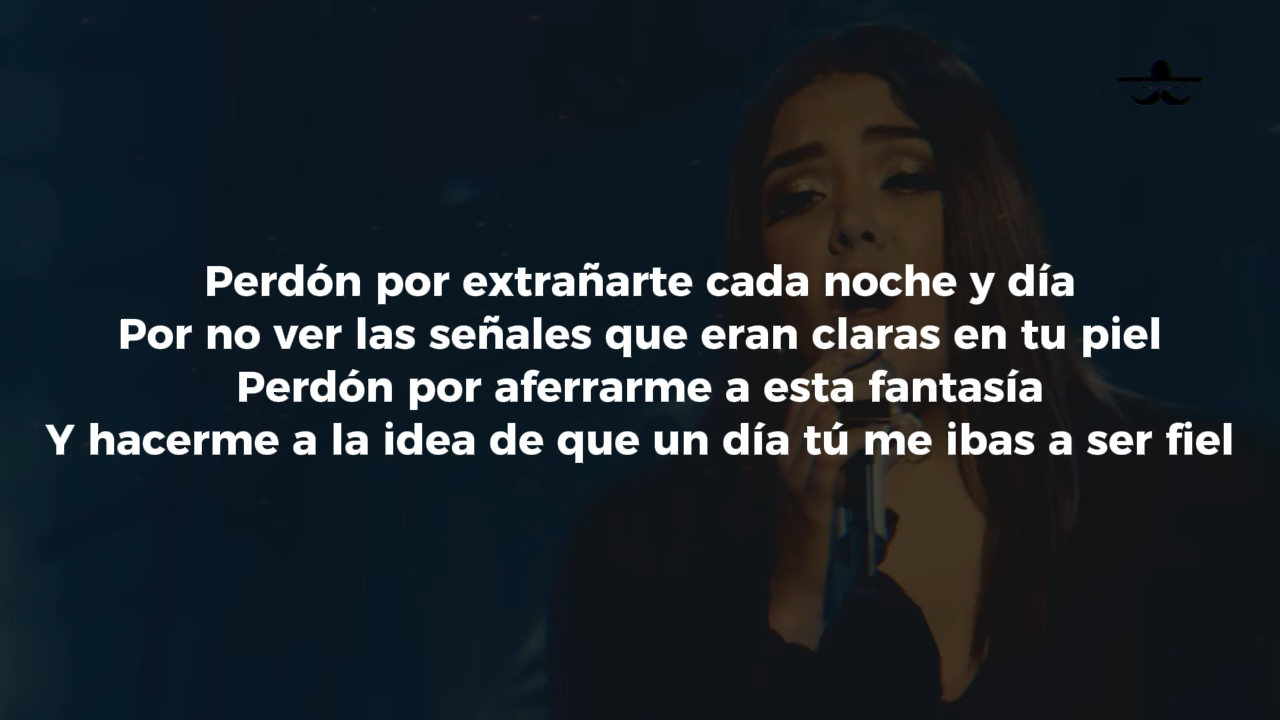 Perdón por extrañarte cada noche y día
Por no ver las señales que eran claras en tu piel
Perdón por aferrarme a esta fantasía
Y hacerme a la idea de que un día tú me ibas a ser fiel